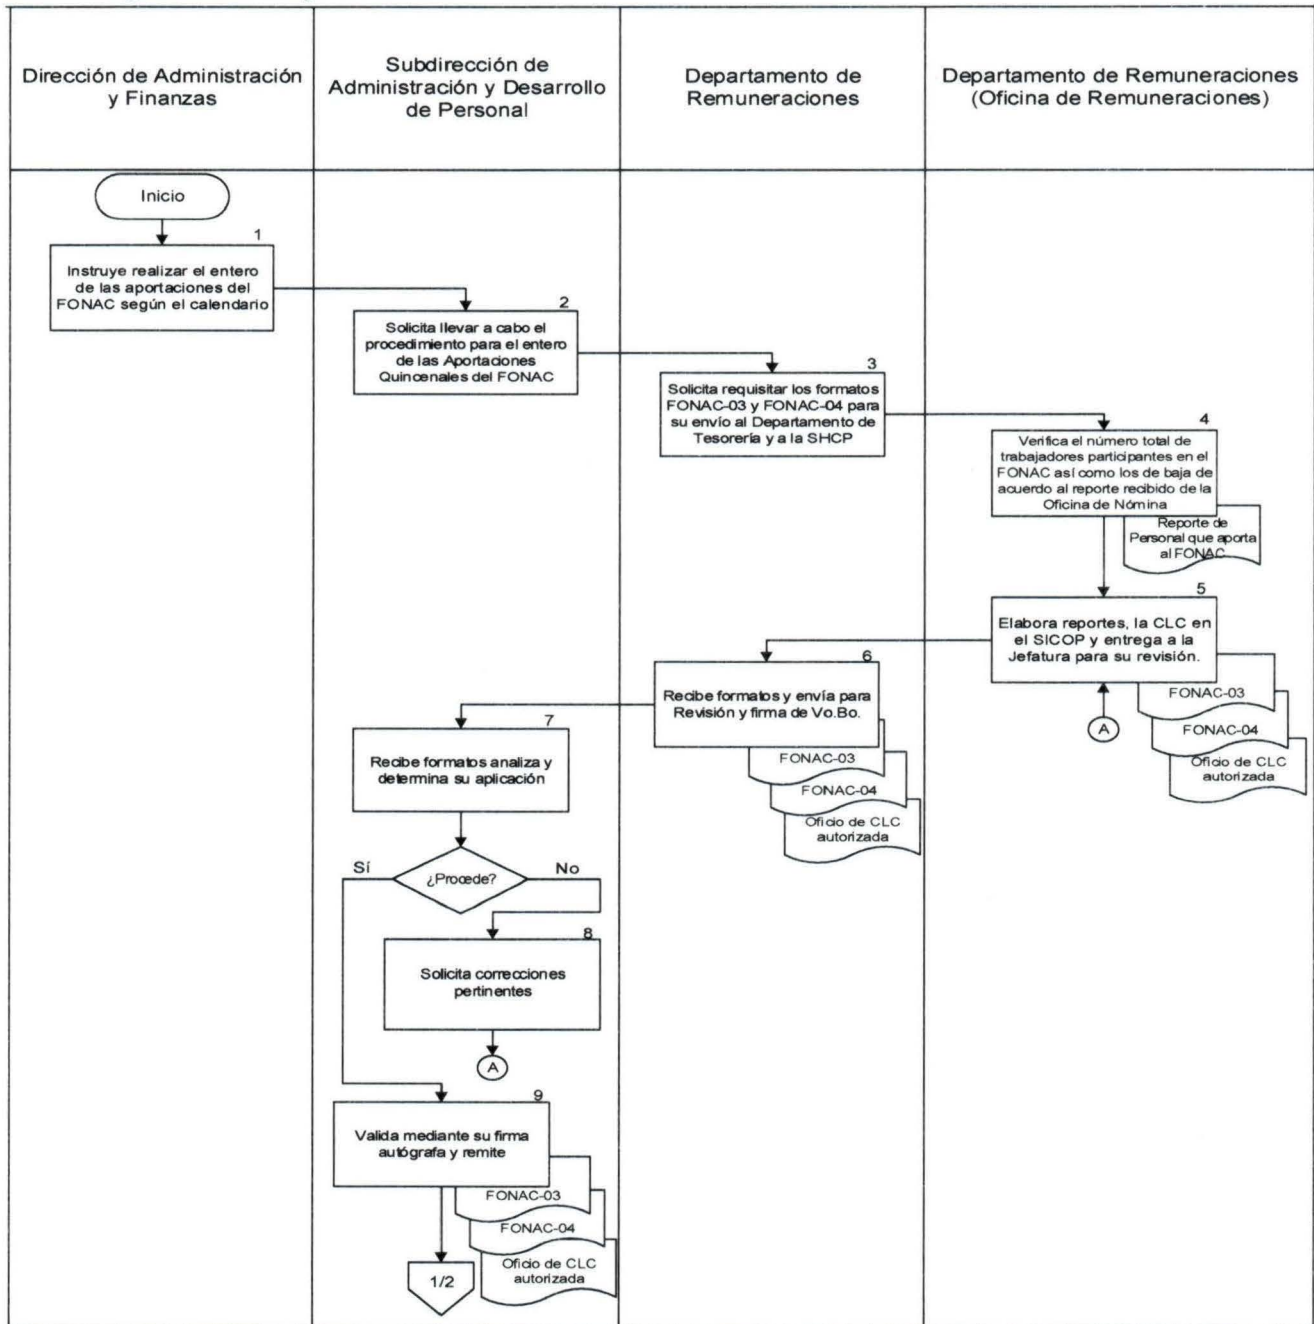 Dirección de Administración
y Finanzas
Subdirección de
Administración y Desarrollo
de Personal
Departamento de
Remuneraciones
Departamento de Remuneraciones
(Oficina de Remuneraciones)
Inicio
1
Instruye realizar el entero
de las aportaciones del
FONAC según el calendario
2
Solicita llevar a cabo el
procedimiento para el entero
de las Aportaciones
Quincenales del FONAC
3
Solicita requisitar los formatos
FONAC-03 y FONAC-04 para
su envío al Departamento de
Tesorería y a la SHCP
4
Verifica el número total de
trabajadores participantes en el
FONAC así como los de baja de
acuerdo al reporte recibido de la
Oficina de Nómina
Reporte de
Personal que aporta
al FONAC
5
Elabora reportes, la CLC en
el SICOP y entrega a la
Jefatura para su revisión.
FONAC-03
FONAC-04
Oficio de CLC
autorizada
A
6
Recibe formatos y envía para
Revisión y firma de Vo.Bo.
FONAC-03
FONAC-04
Oficio de CLC
autorizada
7
Recibe formatos analiza y
determina su aplicación
¿Procede?
Sí
No
8
Solicita correcciones
pertinentes
A
9
Valida mediante su firma
autógrafa y remite
FONAC-03
FONAC-04
Oficio de CLC
autorizada
1/2